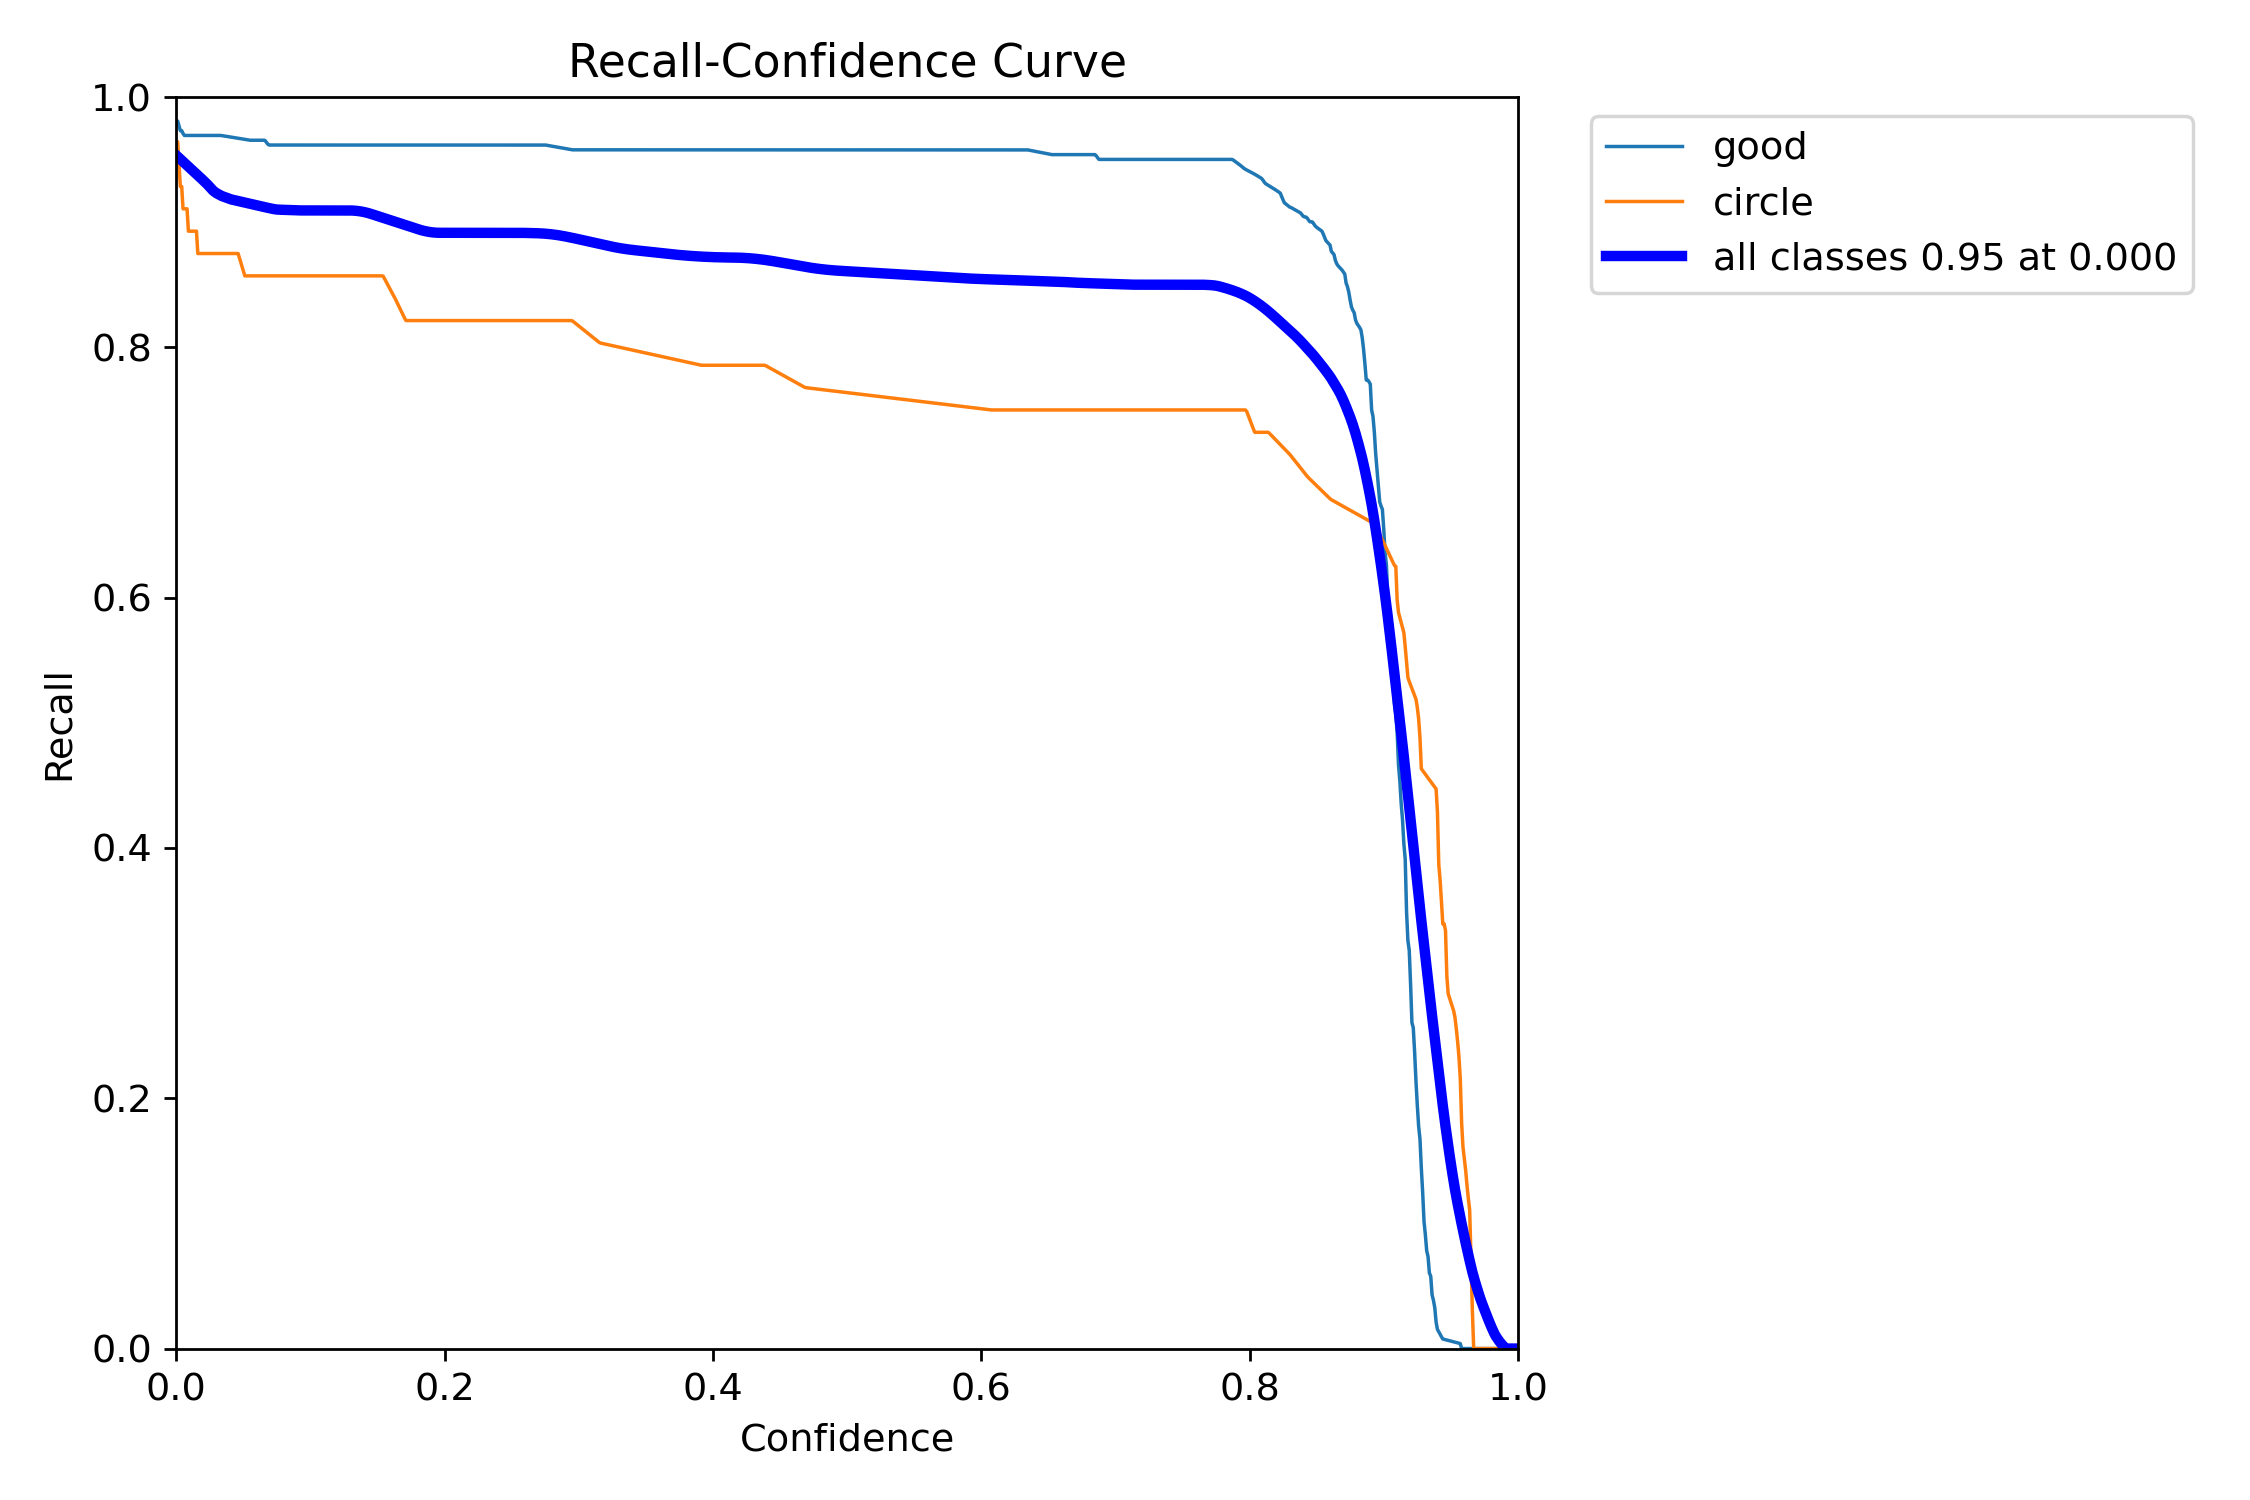 Recall-Confidence Curve
1.0
0.8
0.6
0.4
0.2
0.0
Recall
0.0 0.2 0.4 0.6 0.8 1.0
Confidence
good
circle
all classes 0.95 at 0.000